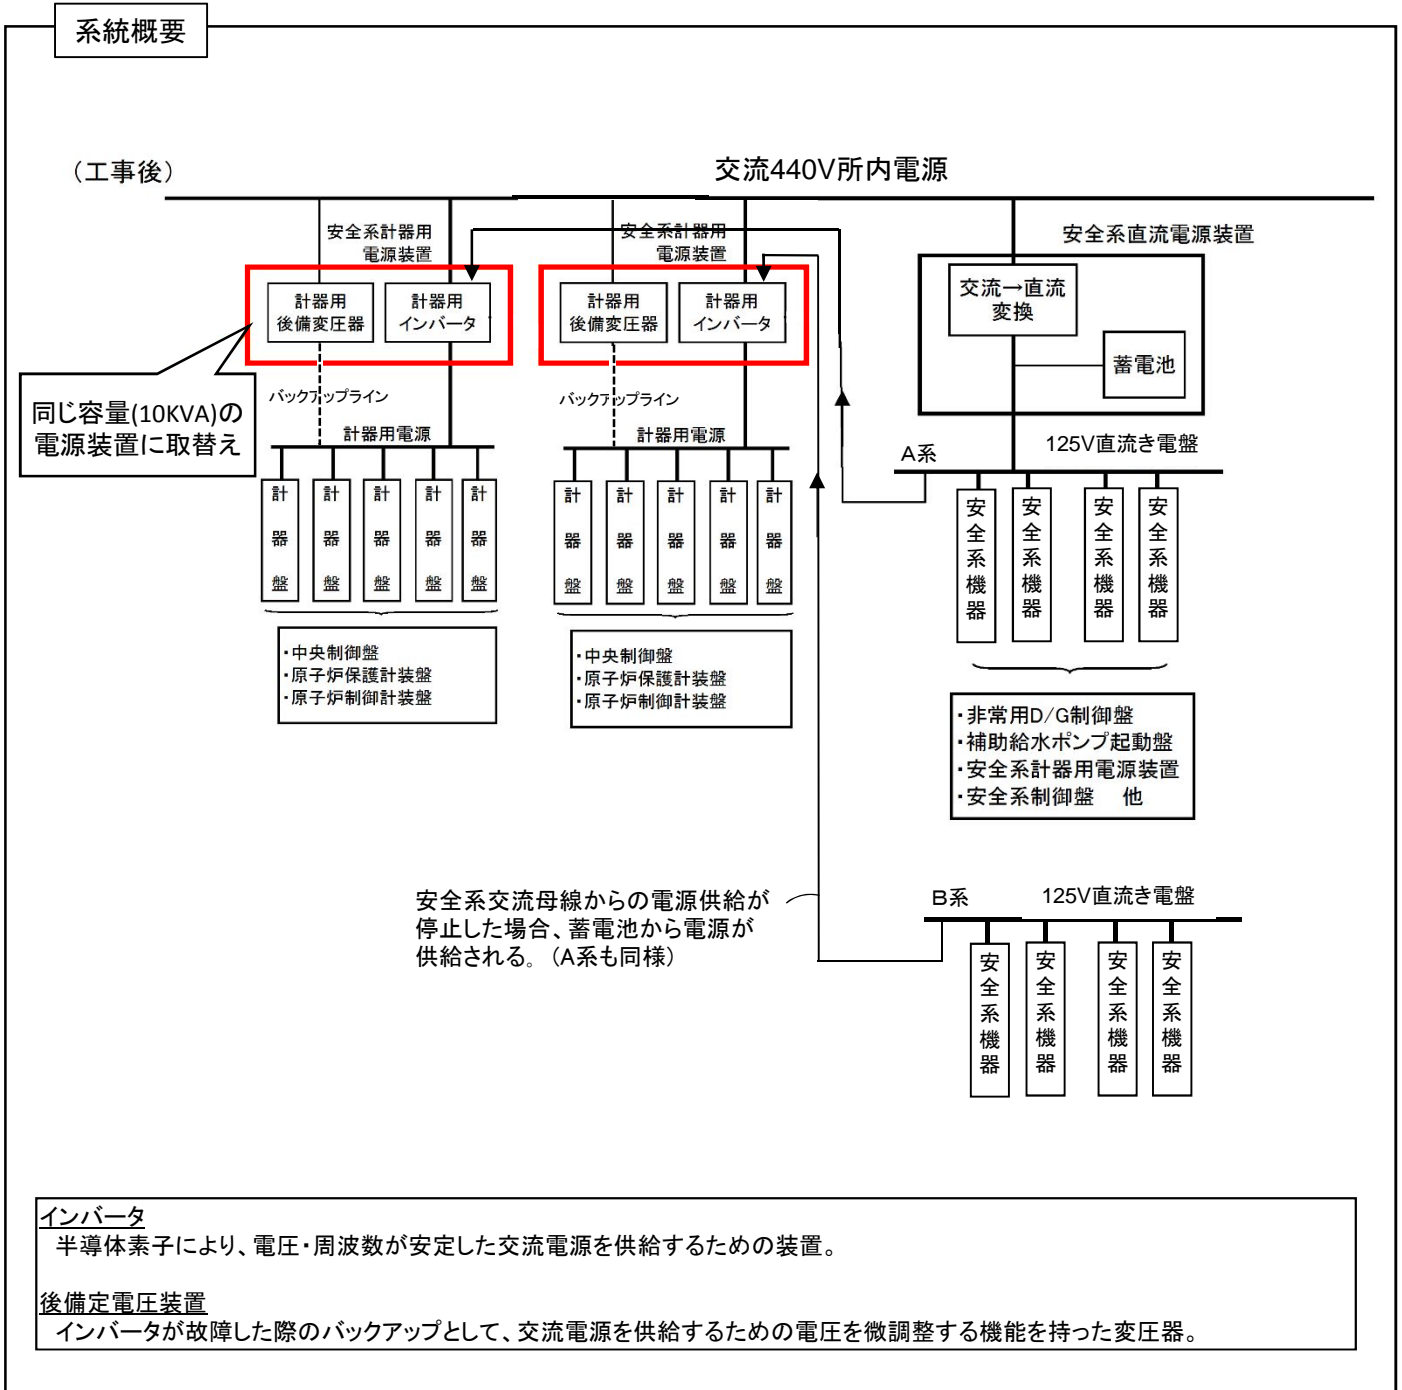 系統概要
(工事後)
交流440V所内電源
安全系計器用
電源装置
安全系計器用
電源装置
安全系直流電源装置
計器用
後備変圧器
計器用
インバータ
計器用
後備変圧器
計器用
インバータ
交流→直流
変換
蓄電池
同じ容量(10KVA)の
電源装置に取替え
バックアップライン
バックアップライン
計器用電源
計器用電源
A系
125V直流き電盤
計器盤
計器盤
計器盤
計器盤
計器盤
計器盤
計器盤
計器盤
計器盤
計器盤
安全系機器
安全系機器
安全系機器
安全系機器
・中央制御盤
・原子炉保護計装盤
・原子炉制御計装盤
・中央制御盤
・原子炉保護計装盤
・原子炉制御計装盤
・非常用D/G制御盤
・補助給水ポンプ起動盤
・安全系計器用電源装置
・安全系制御盤 他
安全系交流母線からの電源供給が
停止した場合、蓄電池から電源が
供給される。(A系も同様)
B系
125V直流き電盤
安全系機器
安全系機器
安全系機器
安全系機器
インバータ
半導体素子により、電圧・周波数が安定した交流電源を供給するための装置。
後備定電圧装置
インバータが故障した際のバックアップとして、交流電源を供給するための電圧を微調整する機能を持った変圧器。